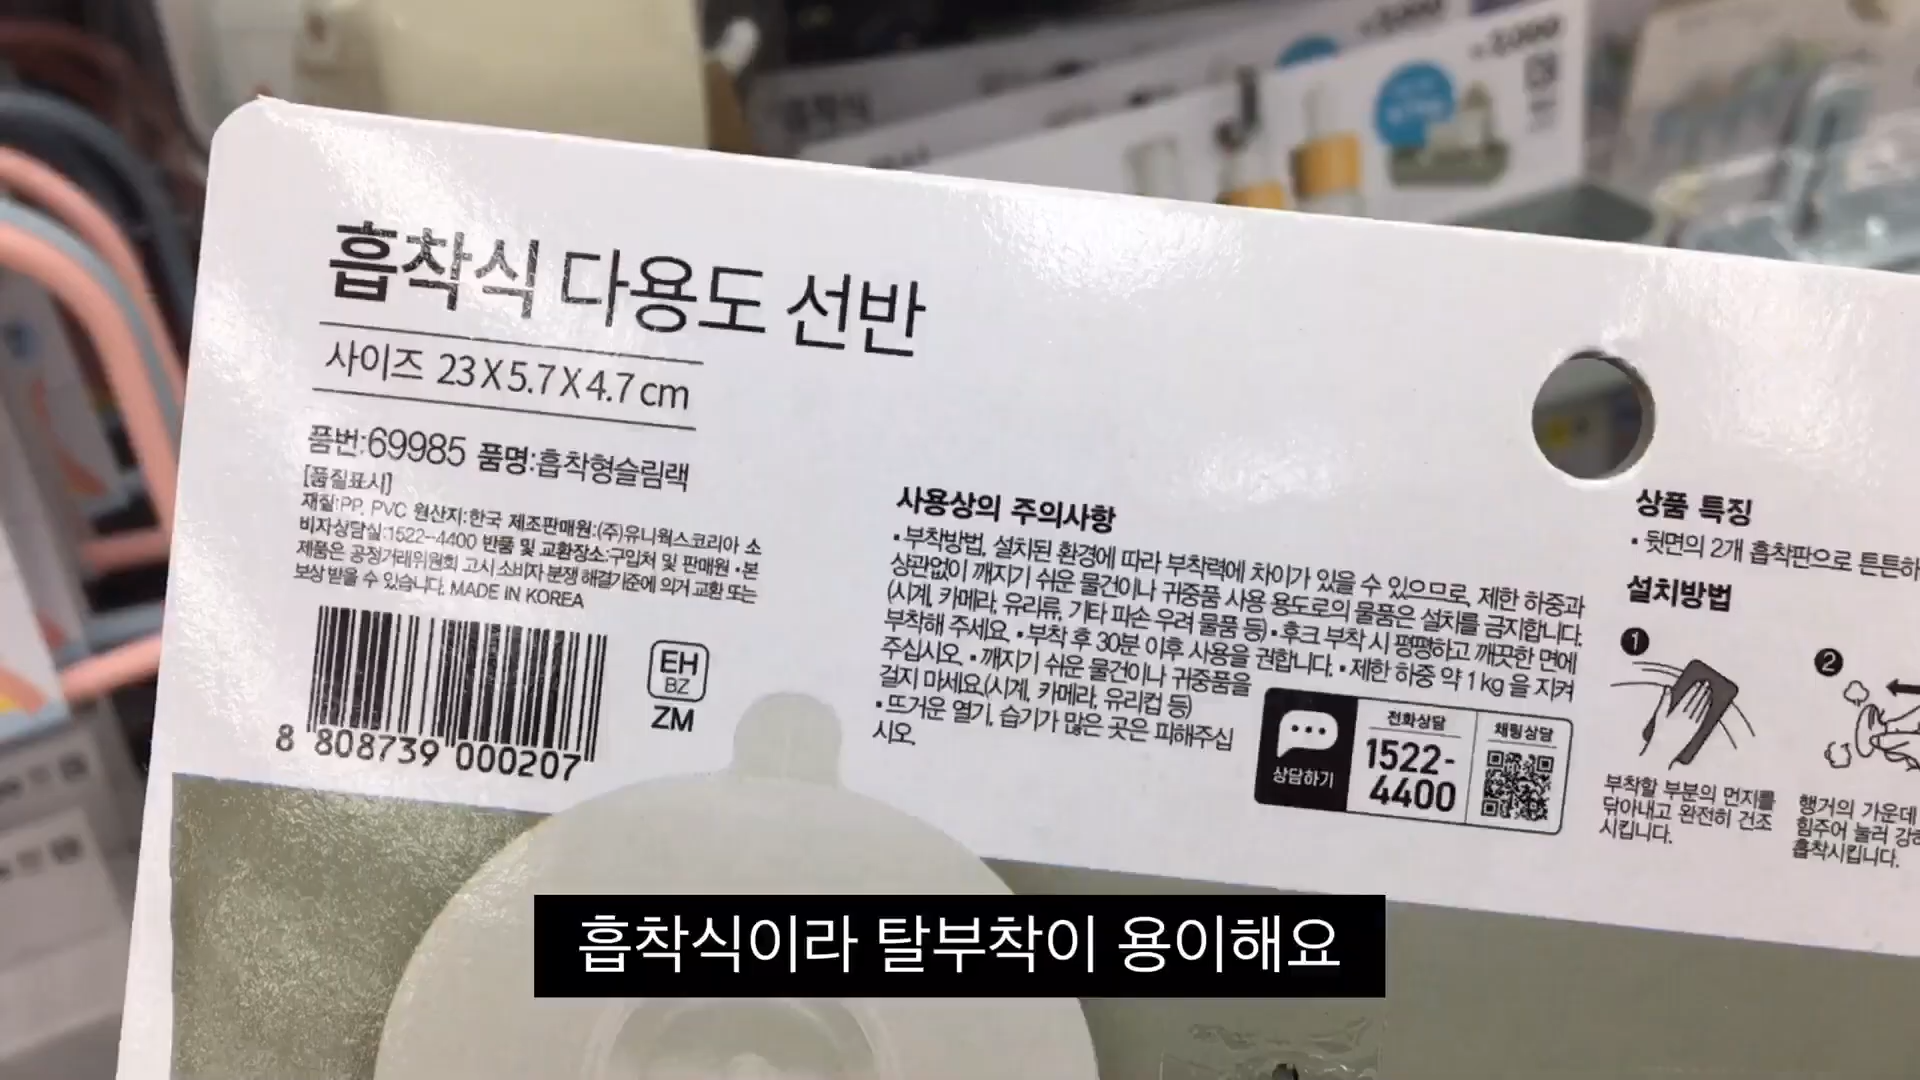 흡착식 다용도 선반
사이즈 23X5.7X4.7cm
품번:69985 품명:흡착형슬림랙
[품질표시]
재질:PP, PVC 원산지:한국 제조판매원:(주)유니웍스코리아 소
비자상담실:1522-4400 반품 및 교환장소:구입처 및 판매원 •본
제품은 공정거래위원회 고시 소비자 분쟁 해결기준에 의거 교환 또는
보상 받을 수 있습니다. MADE IN KOREA
8 808739 000207
EH
BZ
ZM
사용상의 주의사항
•부착방법, 설치된 환경에 따라 부착력에 차이가 있을 수 있으므로, 제한 하중과
상관없이 깨지기 쉬운 물건이나 귀중품 사용 용도로의 물품은 설치를 금지합니다.
(시계, 카메라, 유리류, 기타 파손 우려 물품 등) •후크 부착 시 평평하고 깨끗한 면에
부착해 주세요. •부착 후 30분 이후 사용을 권합니다. •제한 하중 약 1kg 을 지켜
주십시오. •깨지기 쉬운 물건이나 귀중품을
걸지 마세요.(시계, 카메라, 유리컵 등)
•뜨거운 열기, 습기가 많은 곳은 피해주십
시오.
상담하기
전화상담
1522-
4400
채팅상담
상품 특징
•뒷면의 2개 흡착판으로 튼튼하
설치방법
1
부착할 부분의 먼지를
닦아내고 완전히 건조
시킵니다.
2
행거의 가운데
힘주어 눌러 강하
흡착시킵니다.
흡착식이라 탈부착이 용이해요